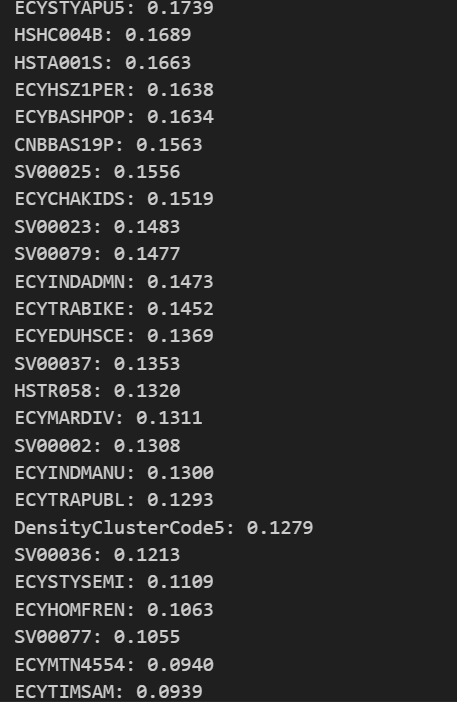 ECYSTYAPU5: 0.1739
HSHC004B: 0.1689
HSTA001S: 0.1663
ECYHSZ1PER: 0.1638
ECYBASHPOP: 0.1634
CNBBAS19P: 0.1563
SV00025: 0.1556
ECYCHAKIDS: 0.1519
SV00023: 0.1483
SV00079: 0.1477
ECYINDADMN: 0.1473
ECYTRABIKE: 0.1452
ECYEDUHSCE: 0.1369
SV00037: 0.1353
HSTR058: 0.1320
ECYMARDIV: 0.1311
SV00002: 0.1308
ECYINDMANU: 0.1300
ECYTRAPUBL: 0.1293
DensityClusterCode5: 0.1279
SV00036: 0.1213
ECYSTYSEMI: 0.1109
ECYHOMFREN: 0.1063
SV00077: 0.1055
ECYMTN4554: 0.0940
ECYTIMSAM: 0.0939